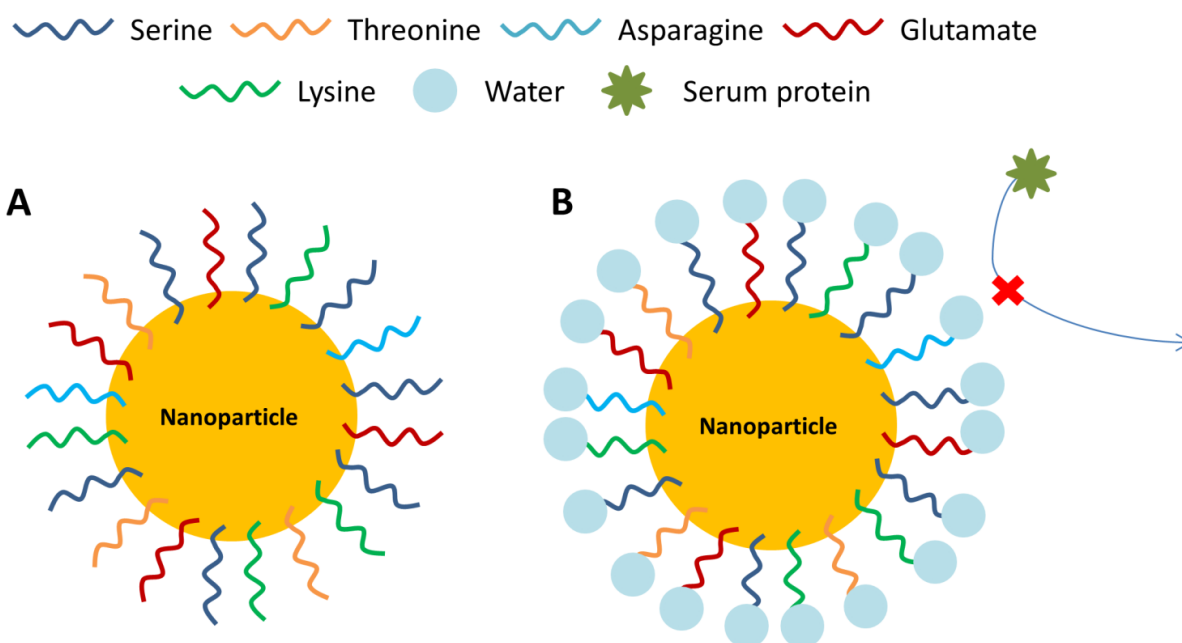 Serine Threonine Asparagine Glutamate
Lysine Water Serum protein
A
B
Nanoparticle
Nanoparticle